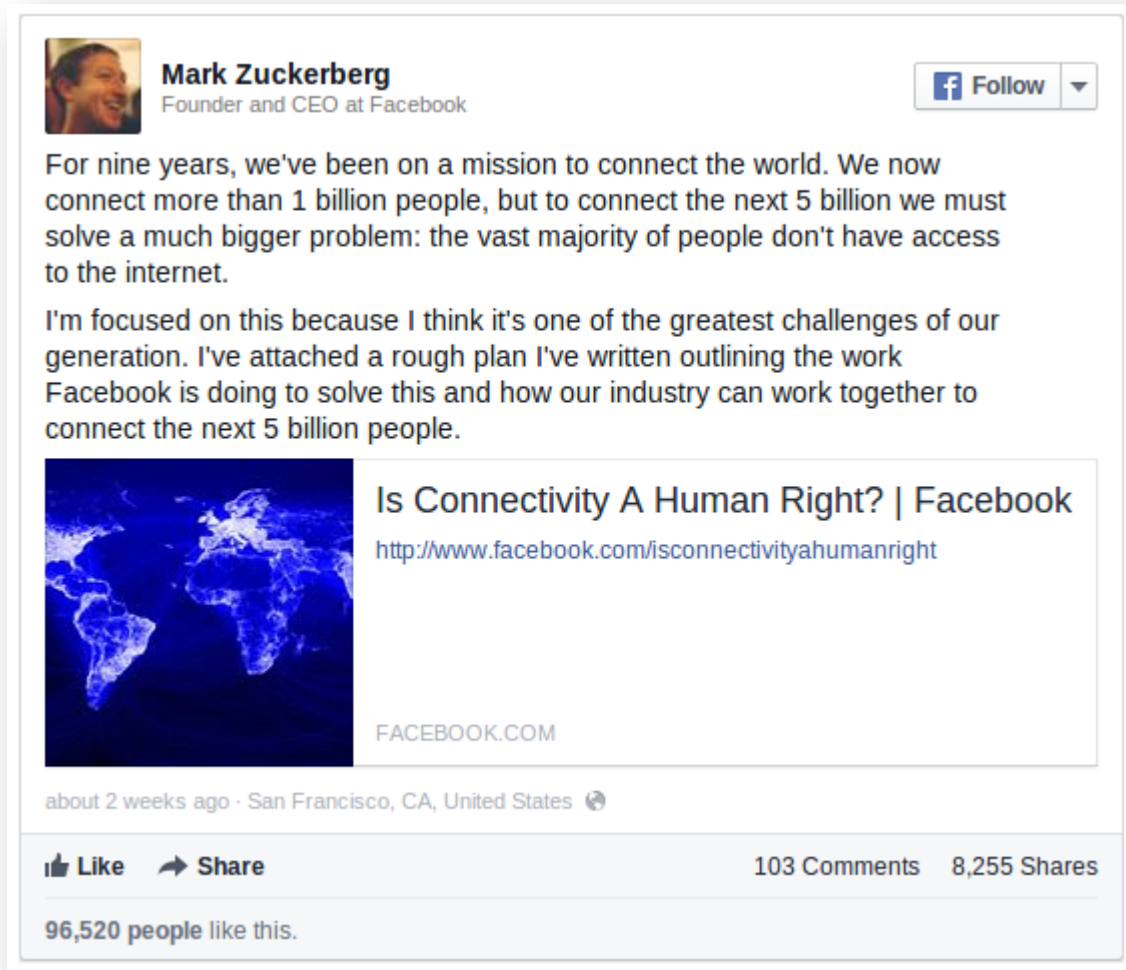 Mark Zuckerberg
Founder and CEO at Facebook
Follow
For nine years, we've been on a mission to connect the world. We now
connect more than 1 billion people, but to connect the next 5 billion we must
solve a much bigger problem: the vast majority of people don't have access
to the internet.
I'm focused on this because I think it's one of the greatest challenges of our
generation. I've attached a rough plan I've written outlining the work
Facebook is doing to solve this and how our industry can work together to
connect the next 5 billion people.
Is Connectivity A Human Right? | Facebook
http://www.facebook.com/isconnectivityahumanright
FACEBOOK.COM
about 2 weeks ago · San Francisco, CA, United States
Like Share 103 Comments 8,255 Shares
96,520 people like this.